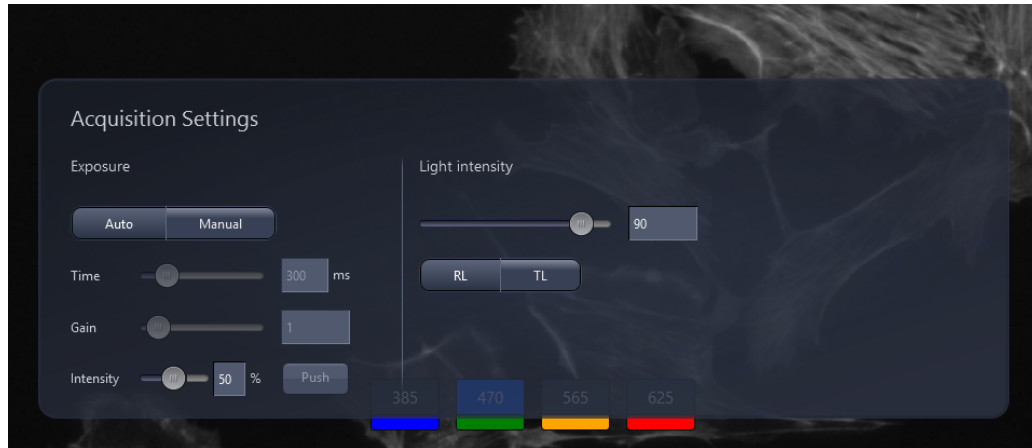 Acquisition Settings
Exposure
Light intensity
Auto Manual
90
Time 300 ms
RL TL
Gain 1
Intensity 50 % Push
385 470 565 625